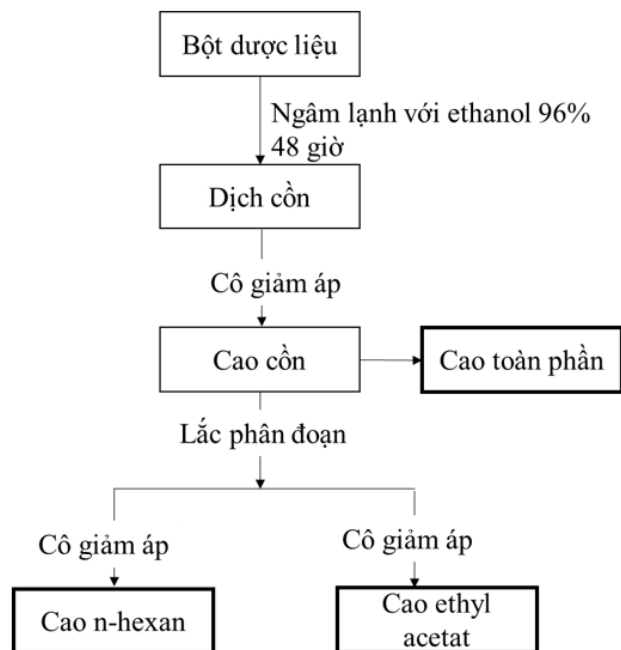 Bột dược liệu
Ngâm lạnh với ethanol 96%
48 giờ
Dịch cồn
Cô giảm áp
Cao cồn
Cao toàn phần
Lắc phân đoạn
Cô giảm áp
Cô giảm áp
Cao n-hexan
Cao ethyl
acetat